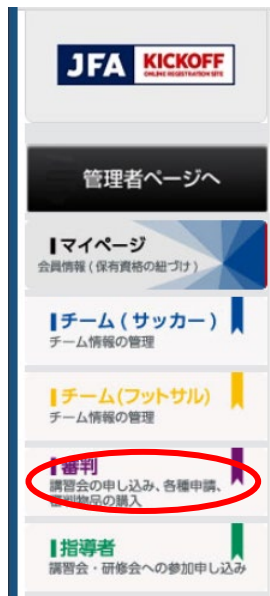 JFA KICKOFF
ONLINE REGISTRATION SITE
管理者ページへ
マイページ
会員情報(保有資格の紐づけ)
チーム(サッカー)
チーム情報の管理
チーム(フットサル)
チーム情報の管理
審判
講習会の申し込み、各種申請、
審判物品の購入
指導者
講習会・研修会への参加申し込み